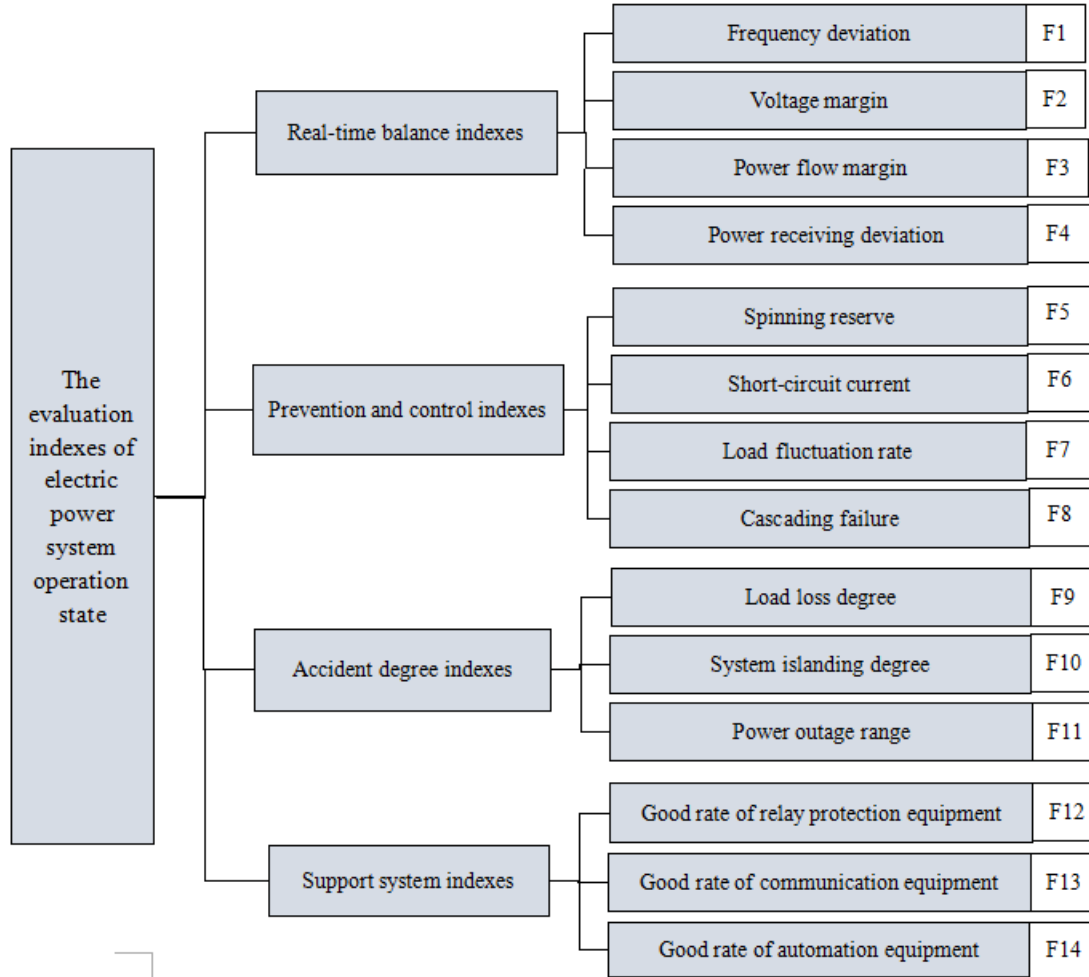 The
evaluation
indexes of
electric
power
system
operation
state
Real-time balance indexes
Frequency deviation F1
Voltage margin F2
Power flow margin F3
Power receiving deviation F4
Prevention and control indexes
Spinning reserve F5
Short-circuit current F6
Load fluctuation rate F7
Cascading failure F8
Accident degree indexes
Load loss degree F9
System islanding degree F10
Power outage range F11
Support system indexes
Good rate of relay protection equipment F12
Good rate of communication equipment F13
Good rate of automation equipment F14